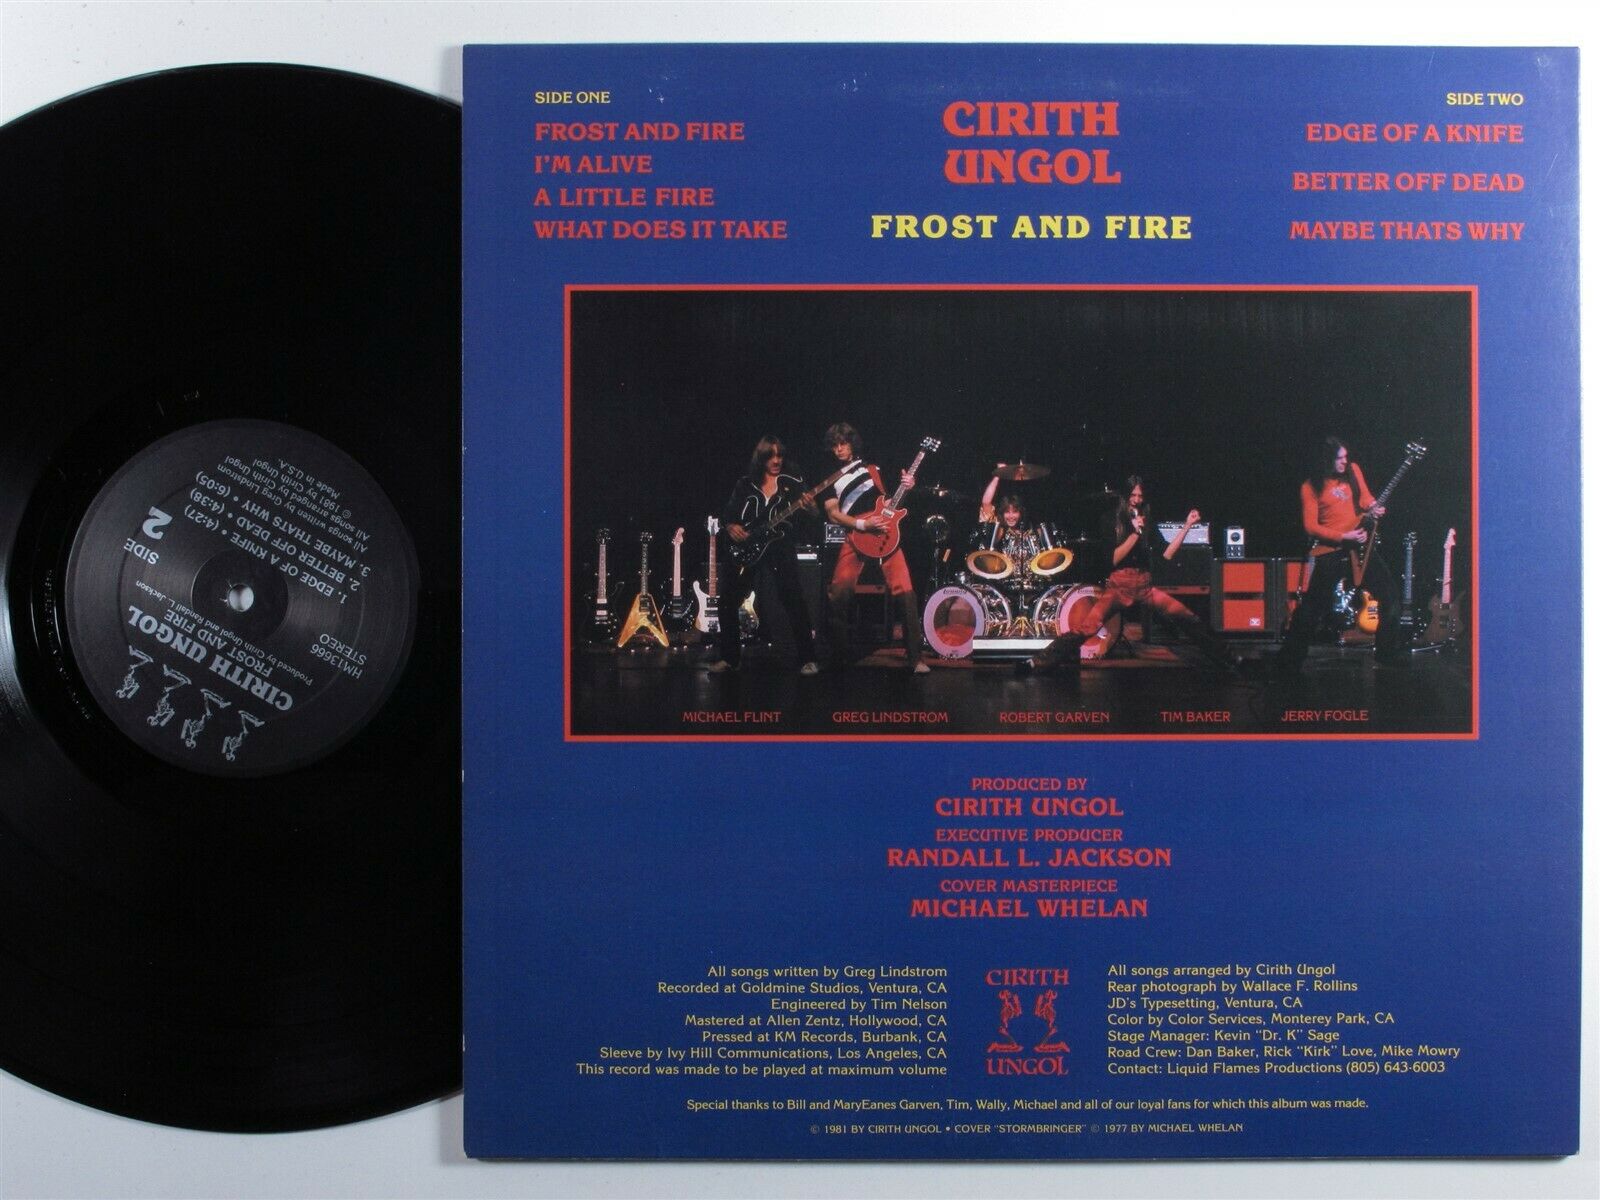 SIDE ONE
FROST AND FIRE
I'M ALIVE
A LITTLE FIRE
WHAT DOES IT TAKE
CIRITH
UNGOL
FROST AND FIRE
SIDE TWO
EDGE OF A KNIFE
BETTER OFF DEAD
MAYBE THATS WHY
MICHAEL FLINT
GREG LINDSTROM
ROBERT GARVEN
TIM BAKER
JERRY FOGLE
PRODUCED BY
CIRITH UNGOL
EXECUTIVE PRODUCER
RANDALL L. JACKSON
COVER MASTERPIECE
MICHAEL WHELAN
All songs written by Greg Lindstrom
Recorded at Goldmine Studios, Ventura, CA
Engineered by Tim Nelson
Mastered at Allen Zentz, Hollywood, CA
Pressed at KM Records, Burbank, CA
Sleeve by Ivy Hill Communications, Los Angeles, CA
This record was made to be played at maximum volume
CIRITH
UNGOL
All songs arranged by Cirith Ungol
Rear photograph by Wallace F. Rollins
JD's Typesetting, Ventura, CA
Color by Color Services, Monterey Park, CA
Stage Manager: Kevin "Dr. K" Sage
Road Crew: Dan Baker, Rick "Kirk" Love, Mike Mowry
Contact: Liquid Flames Productions (805) 643-6003
Special thanks to Bill and MaryEanes Garven, Tim, Wally, Michael and all of our loyal fans for which this album was made.
© 1981 BY CIRITH UNGOL • COVER "STORMBRINGER" © 1977 BY MICHAEL WHELAN
CIRITH UNGOL
FROST AND FIRE
Produced by Cirith Ungol and Randall L. Jackson
HM13666
STEREO
SIDE
2
1. EDGE OF A KNIFE • (4:27)
2. BETTER OFF DEAD • (4:38)
3. MAYBE THATS WHY • (6:05)
All songs written by Greg Lindstrom
All songs arranged by Cirith Ungol
© 1981 by Cirith Ungol
Made in U.S.A.